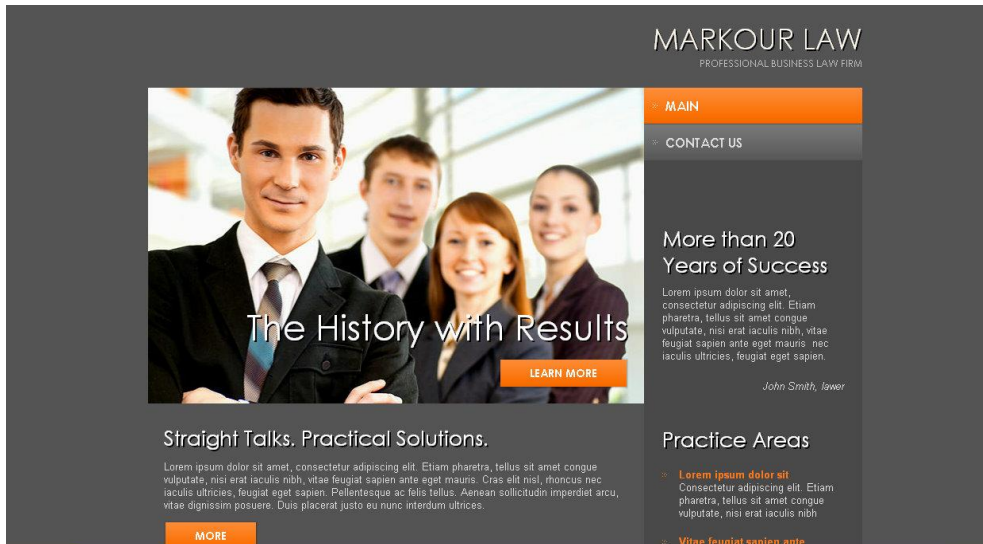 MARKOUR LAW
PROFESSIONAL BUSINESS LAW FIRM
MAIN
CONTACT US
The History with Results
LEARN MORE
More than 20
Years of Success
Lorem ipsum dolor sit amet,
consectetur adipiscing elit. Etiam
pharetra, tellus sit amet congue
vulputate, nisi erat iaculis nibh, vitae
feugiat sapien ante eget mauris nec
iaculis ultricies, feugiat eget sapien.
John Smith, lawer
Straight Talks. Practical Solutions.
Lorem ipsum dolor sit amet, consectetur adipiscing elit. Etiam pharetra, tellus sit amet congue
vulputate, nisi erat iaculis nibh, vitae feugiat sapien ante eget mauris. Cras elit nisl, rhoncus nec
iaculis ultricies, feugiat eget sapien. Pellentesque ac felis tellus. Aenean sollicitudin imperdiet arcu,
vitae dignissim posuere. Duis placerat justo eu nunc interdum ultrices.
MORE
Practice Areas
Lorem ipsum dolor sit
Consectetur adipiscing elit. Etiam
pharetra, tellus sit amet congue
vulputate, nisi erat iaculis nibh
Vitae feugiat sapien ante